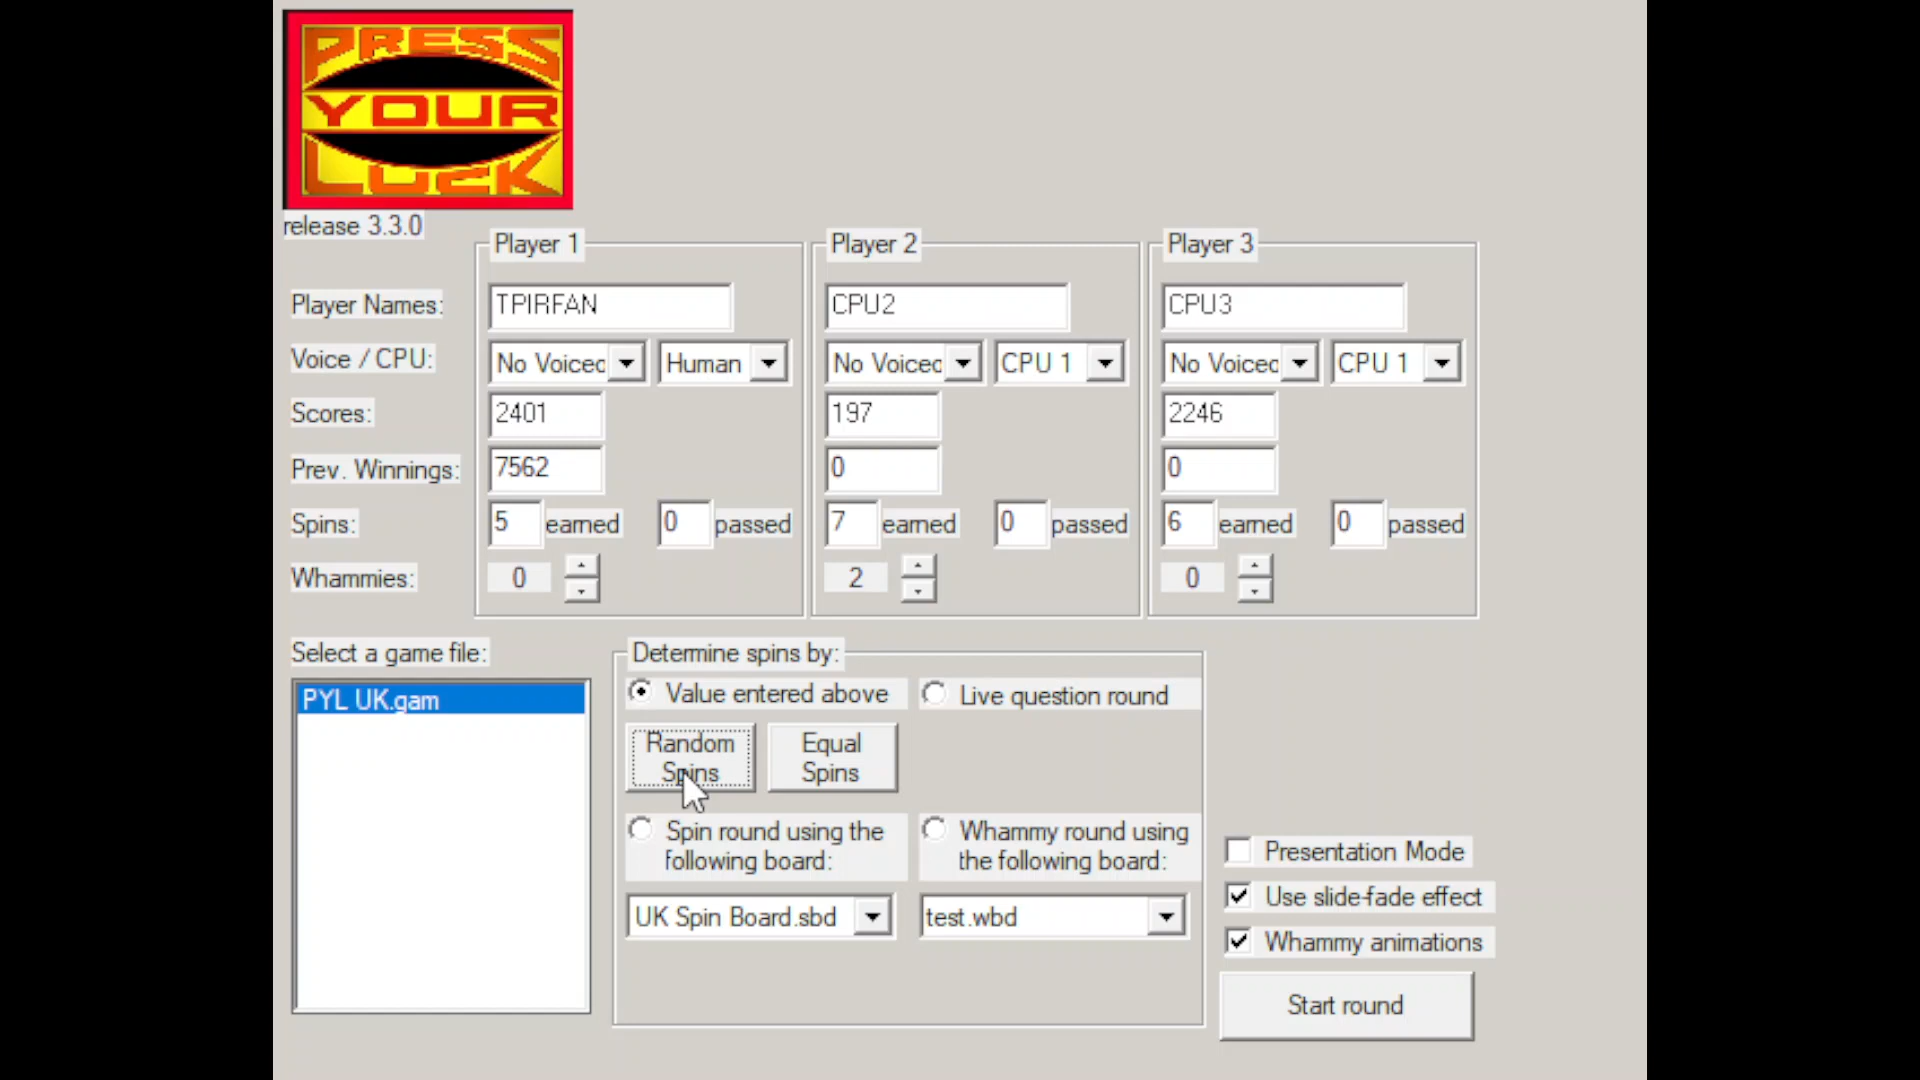 PRESS
YOUR
LUCK
release 3.3.0
Player 1
Player 2
Player 3
Player Names:
TPIRFAN
CPU2
CPU3
Voice / CPU:
No Voiced
Human
No Voiced
CPU 1
No Voiced
CPU 1
Scores:
2401
197
2246
Prev. Winnings:
7562
0
0
Spins:
5 earned
0 passed
7 earned
0 passed
6 earned
0 passed
Whammies:
0
2
0
Select a game file:
PYL UK.gam
Determine spins by:
Value entered above
Live question round
Random
Spins
Equal
Spins
Spin round using the
following board:
Whammy round using
the following board:
UK Spin Board.sbd
test.wbd
Presentation Mode
Use slide-fade effect
Whammy animations
Start round